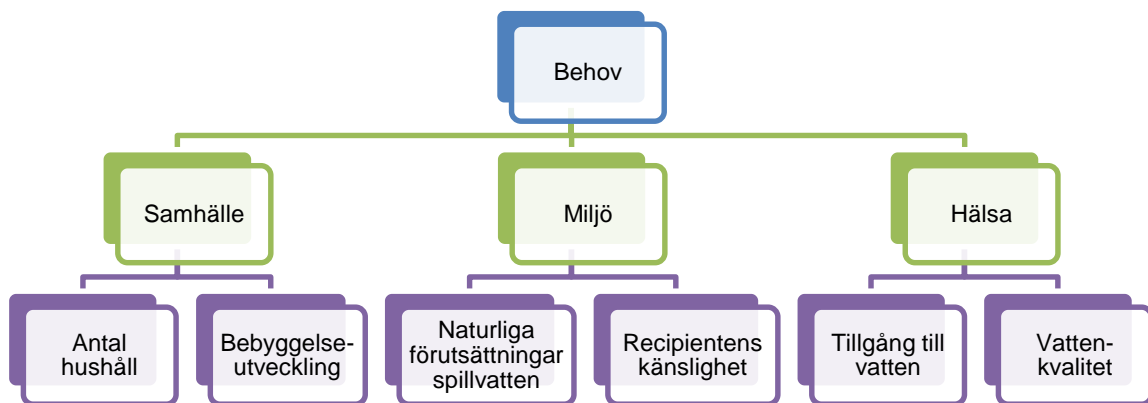 Behov
Samhälle
Miljö
Hälsa
Antal
hushåll
Bebyggelse-
utveckling
Naturliga
förutsättningar
spillvatten
Recipientens
känslighet
Tillgång till
vatten
Vatten-
kvalitet